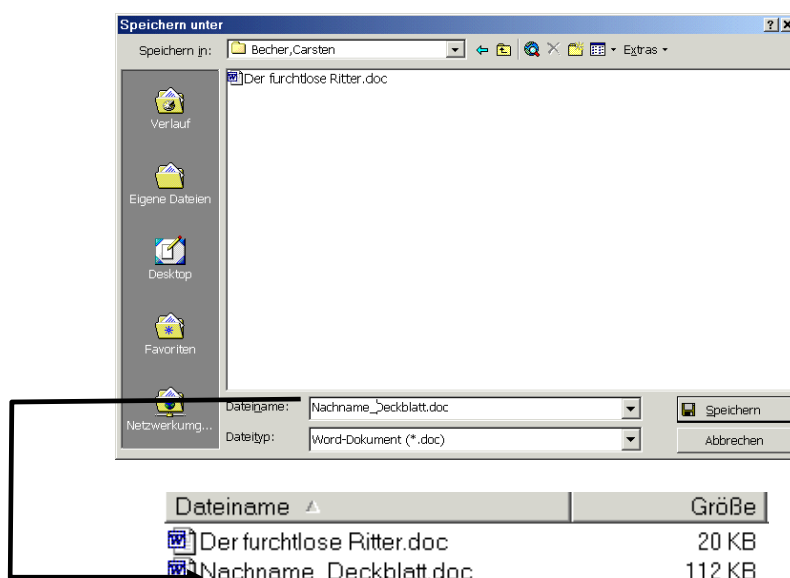 Speichern unter
Speichern in: Becher,Carsten Extras
Der furchtlose Ritter.doc
Verlauf
Eigene Dateien
Desktop
Favoriten
Netzwerkumg...
Dateiname: Nachname_Deckblatt.doc Speichern
Dateityp: Word-Dokument (*.doc) Abbrechen
Dateiname Größe
Der furchtlose Ritter.doc 20 KB
Nachname_Deckblatt.doc 112 KB